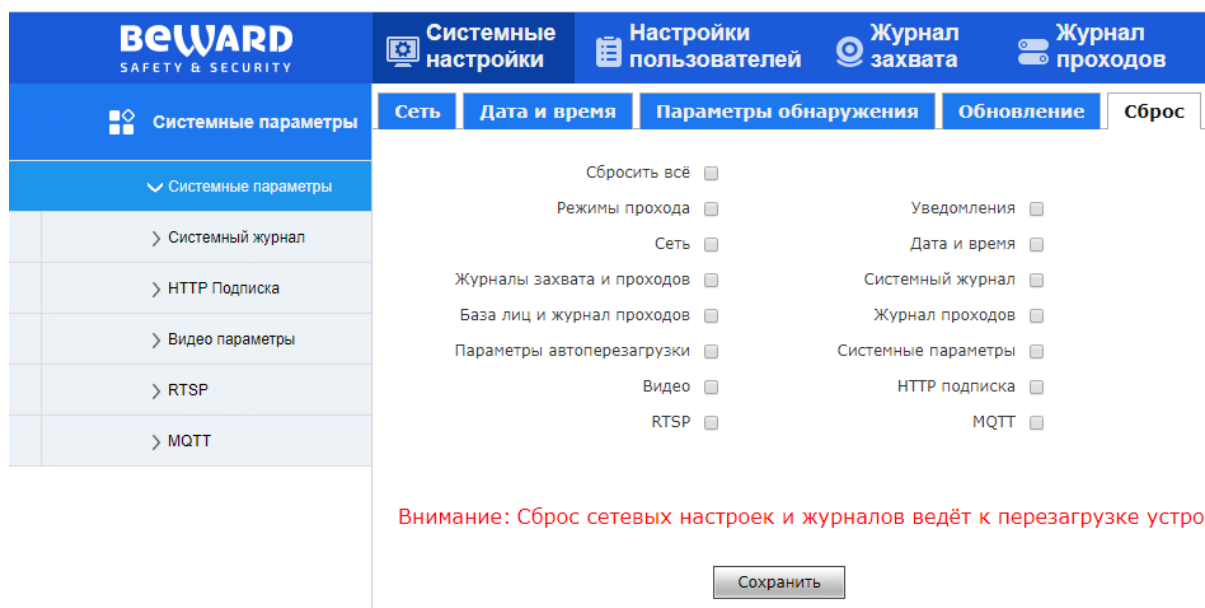 BEWARD
SAFETY & SECURITY
Системные
настройки
Настройки
пользователей
Журнал
захвата
Журнал
проходов
Системные параметры
Системные параметры
Системный журнал
HTTP Подписка
Видео параметры
RTSP
MQTT
Сеть
Дата и время
Параметры обнаружения
Обновление
Сброс
Сбросить всё
Режимы прохода
Уведомления
Сеть
Дата и время
Журналы захвата и проходов
Системный журнал
База лиц и журнал проходов
Журнал проходов
Параметры автоперезагрузки
Системные параметры
Видео
HTTP подписка
RTSP
MQTT
Внимание: Сброс сетевых настроек и журналов ведёт к перезагрузке устро
Сохранить